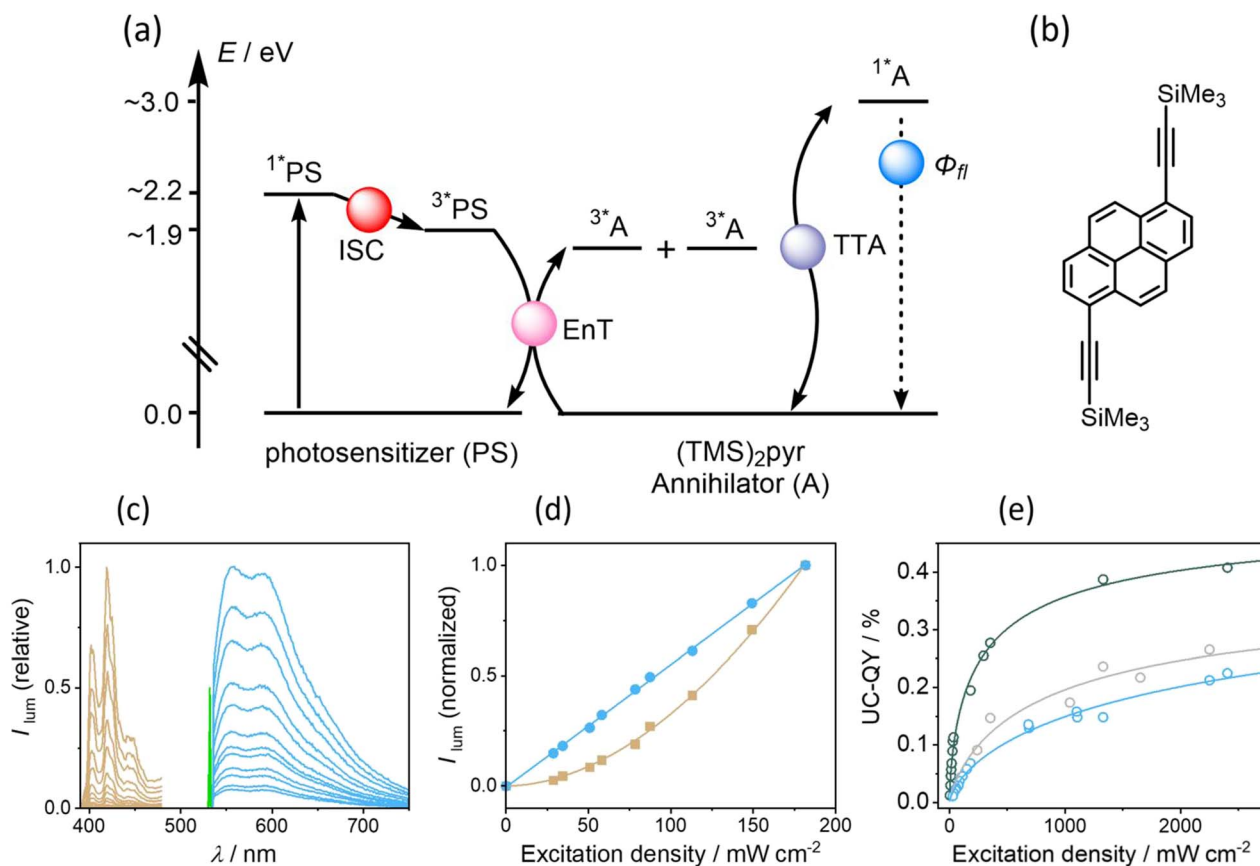 (a)
(b)
E / eV
~3.0
~2.2
~1.9
0.0
1*PS
ISC
3*PS
EnT
3*A + 3*A
TTA
1*A
Φfl
photosensitizer (PS)
(TMS)2pyr
Annihilator (A)
SiMe3
SiMe3
(c)
(d)
(e)
I lum (relative)
1.0
0.5
0.0
400 500 600 700
λ / nm
I lum (normalized)
1.0
0.5
0.0
0 50 100 150 200
Excitation density / mW cm-2
UC-QY / %
0.4
0.3
0.2
0.1
0.0
0 1000 2000
Excitation density / mW cm-2